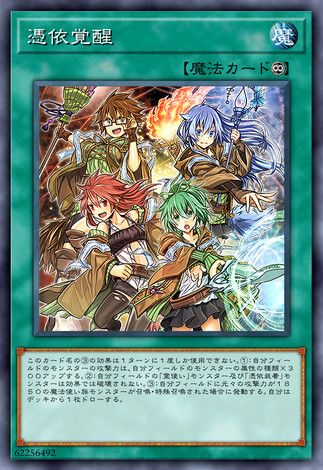 憑依覚醒
魔
【魔法カード♾】
このカード名の③の効果は1ターンに1度しか使用できない。①:自分フィー
ルドのモンスターの攻撃力は、自分フィールドのモンスターの属性の種類×3
00アップする。②:自分フィールドの「霊使い」モンスター及び「憑依装着」モ
ンスターは効果では破壊されない。③:自分フィールドに元々の攻撃力が18
50の魔法使い族モンスターが召喚・特殊召喚された場合に発動する。自分は
デッキから1枚ドローする。
62256492